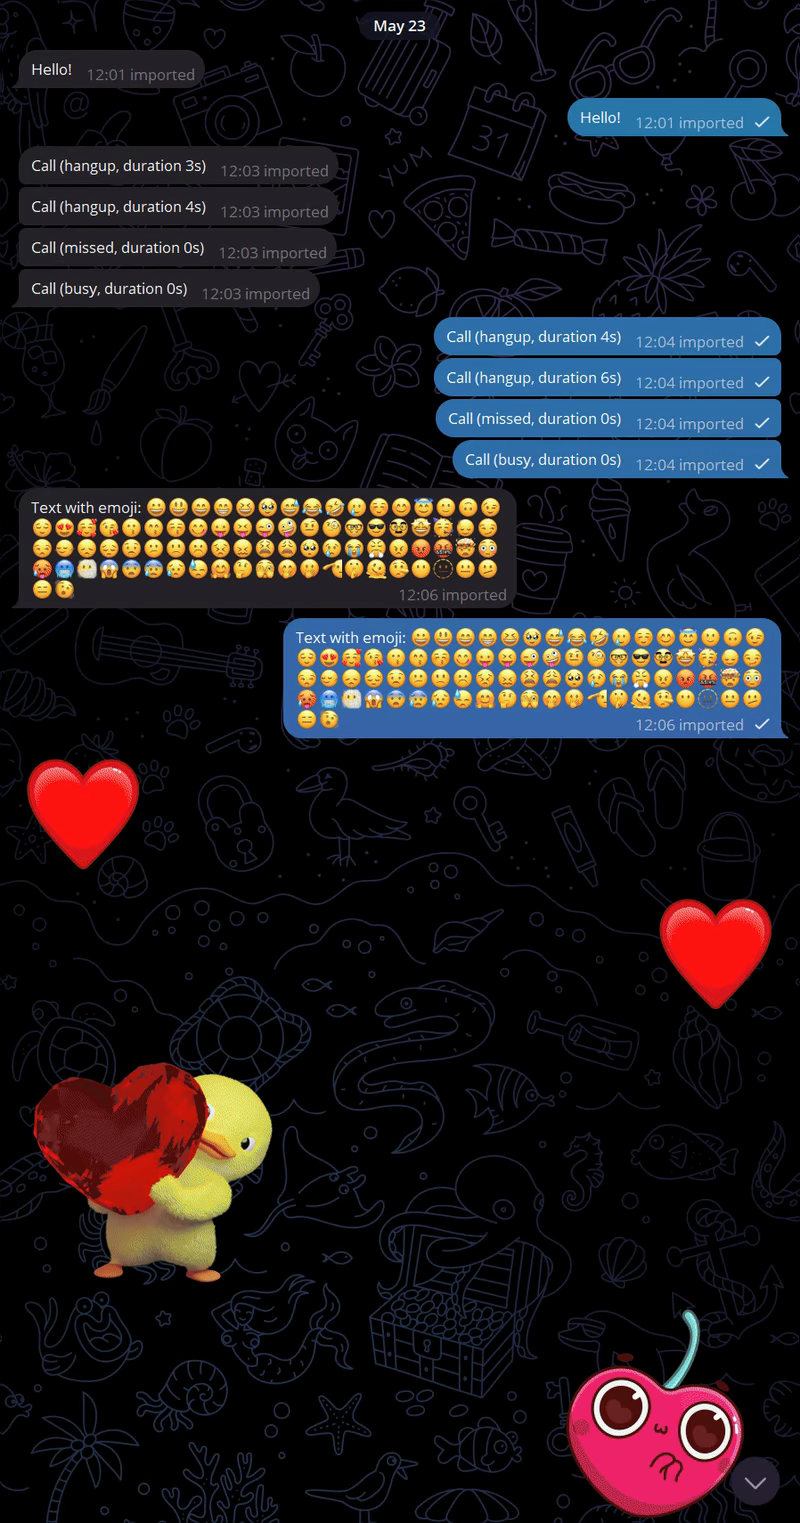 May 23
Hello! 12:01 imported
Hello! 12:01 imported
31
YUM
Call (hangup, duration 3s) 12:03 imported
Call (hangup, duration 4s) 12:03 imported
Call (missed, duration 0s) 12:03 imported
Call (busy, duration 0s) 12:03 imported
Call (hangup, duration 4s) 12:04 imported
Call (hangup, duration 6s) 12:04 imported
Call (missed, duration 0s) 12:04 imported
Call (busy, duration 0s) 12:04 imported
Text with emoji:
12:06 imported
Text with emoji:
12:06 imported